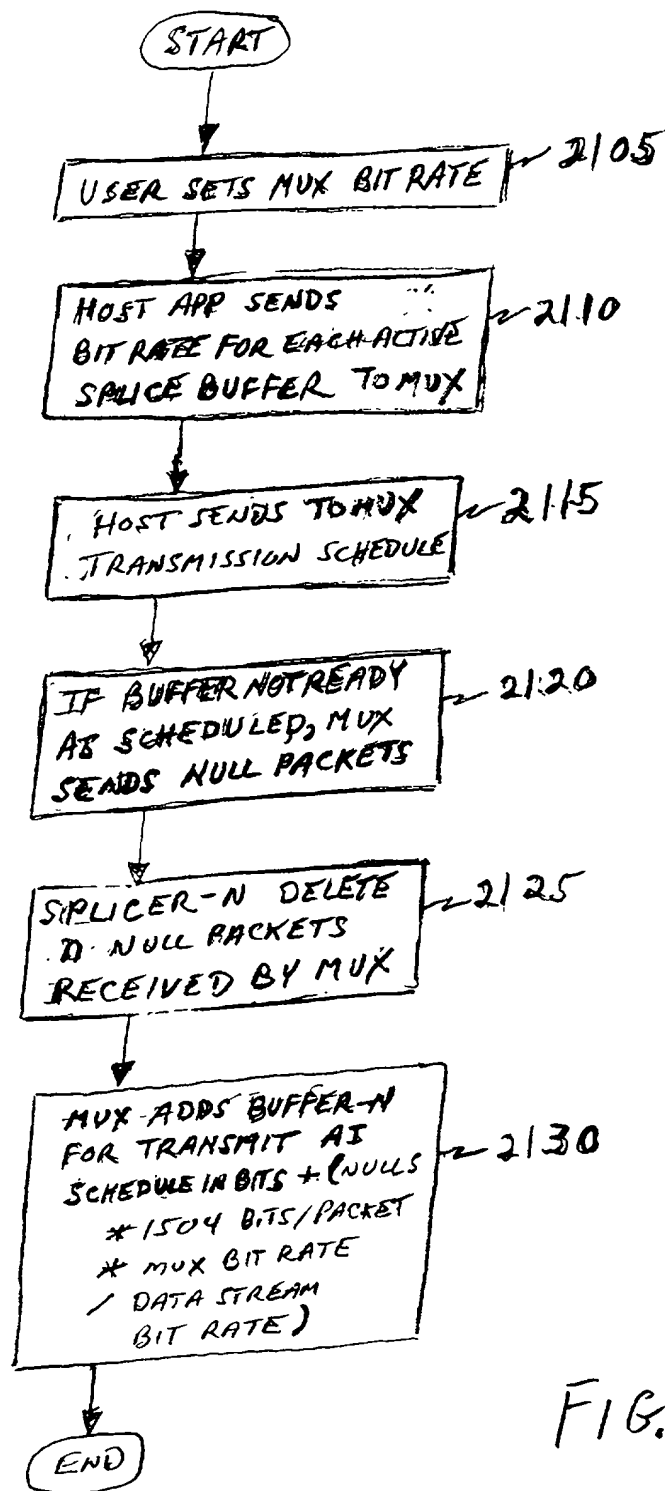 START
USER SETS MUX BIT RATE
2105
HOST APP SENDS
BIT RATE FOR EACH ACTIVE
SPLICE BUFFER TO MUX
2110
HOST SENDS TO MUX
TRANSMISSION SCHEDULE
2115
IF BUFFER NOT READY
AS SCHEDULED, MUX
SENDS NULL PACKETS
2120
SPLICER-N DELETE
NULL PACKETS
RECEIVED BY MUX
2125
MUX ADDS BUFFER-N
FOR TRANSMIT AT
SCHEDULE IN BITS + (NULLS
* 1504 BITS/PACKET
* MUX BIT RATE
/ DATA STREAM
BIT RATE)
2130
END
FIG.